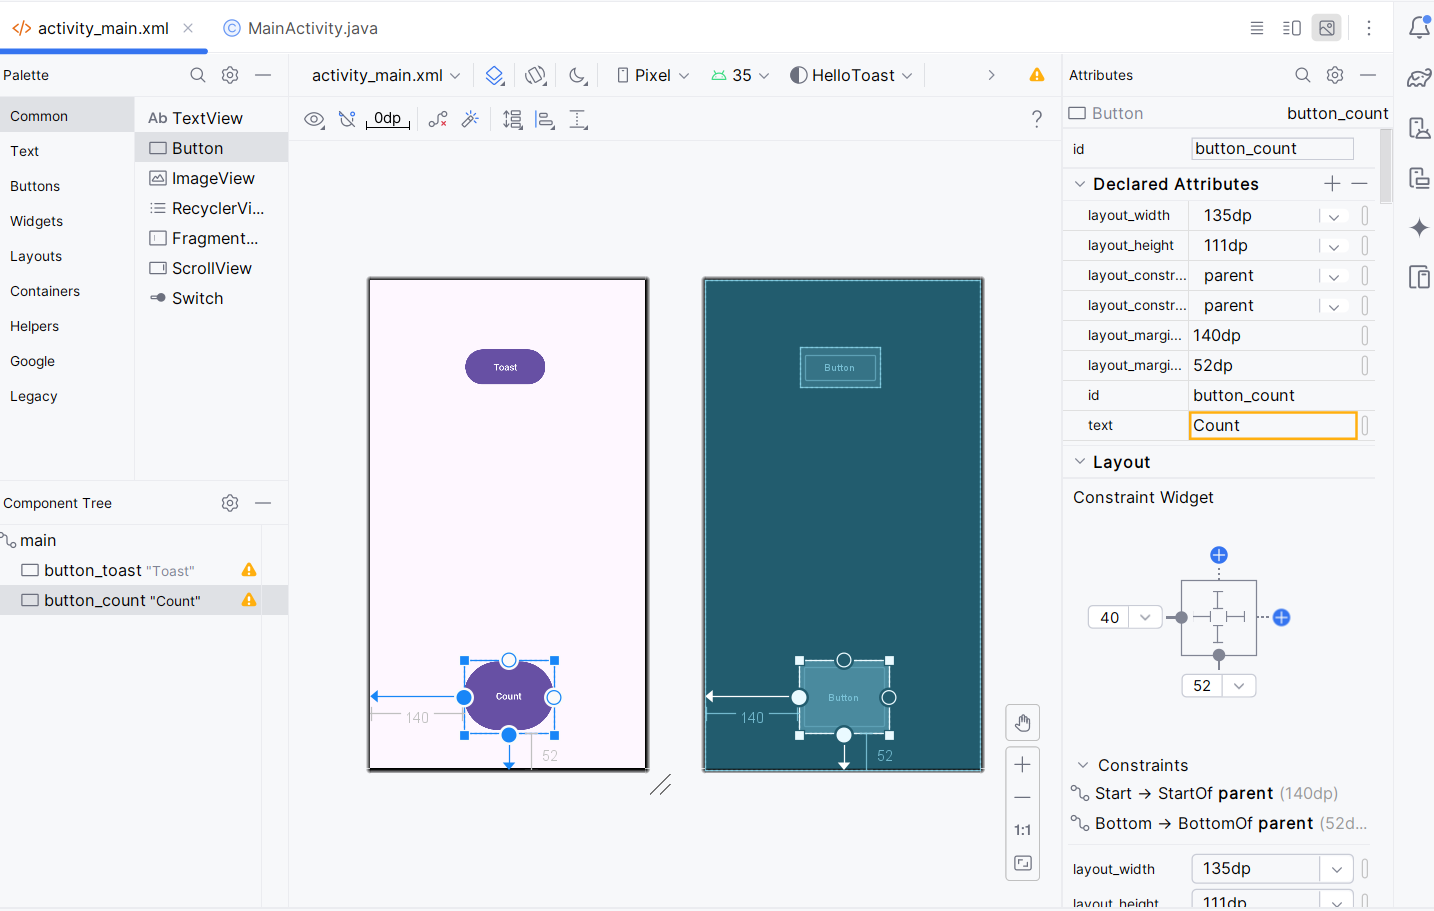 activity_main.xml
MainActivity.java
Palette
activity_main.xml
Pixel
35
HelloToast
Attributes
Common
Text
Buttons
Widgets
Layouts
Containers
Helpers
Google
Legacy
Ab TextView
Button
ImageView
RecyclerVi...
Fragment...
ScrollView
Switch
0dp
?
Button
button_count
id
button_count
Declared Attributes
layout_width
135dp
layout_height
111dp
layout_constr...
parent
layout_constr...
parent
layout_margi...
140dp
layout_margi...
52dp
id
button_count
text
Count
Layout
Constraint Widget
40
52
Constraints
Start → StartOf parent (140dp)
Bottom → BottomOf parent (52d...
layout_width
135dp
layout_height
111dp
Component Tree
main
button_toast "Toast"
button_count "Count"
Toast
Count
140
52
Button
Button
140
52
1:1